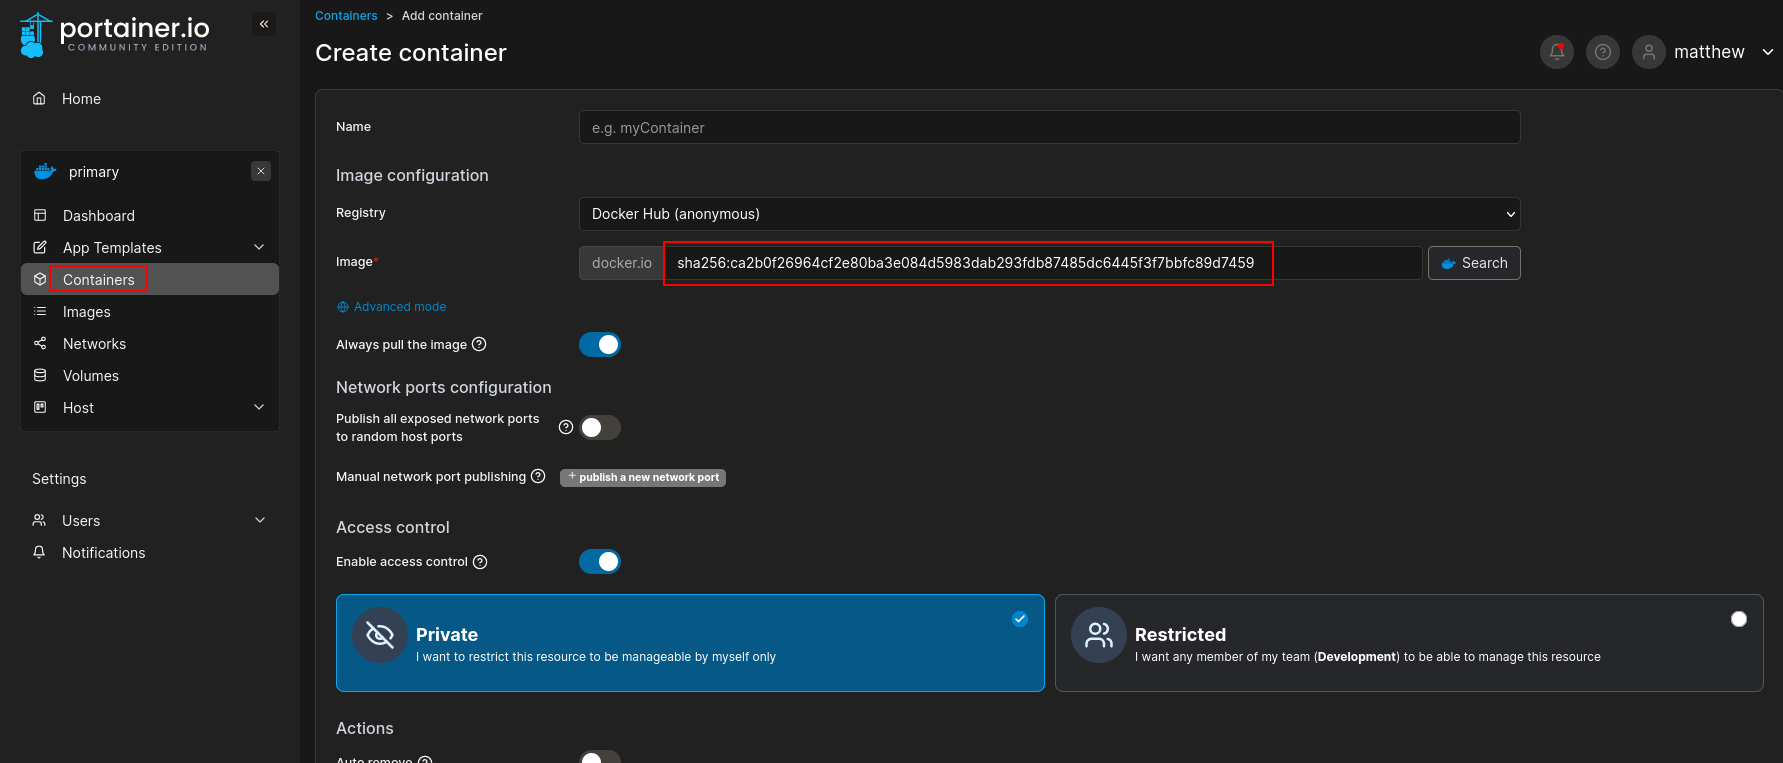 portainer.io
COMMUNITY EDITION
Home
primary
Dashboard
App Templates
Containers
Images
Networks
Volumes
Host
Settings
Users
Notifications
Containers > Add container
Create container
matthew
Name
e.g. myContainer
Image configuration
Registry
Docker Hub (anonymous)
Image*
docker.io
sha256:ca2b0f26964cf2e80ba3e084d5983dab293fdb87485dc6445f3f7bbfc89d7459
Search
Advanced mode
Always pull the image
Network ports configuration
Publish all exposed network ports
to random host ports
Manual network port publishing
+ publish a new network port
Access control
Enable access control
Private
I want to restrict this resource to be manageable by myself only
Restricted
I want any member of my team (Development) to be able to manage this resource
Actions
Auto remove